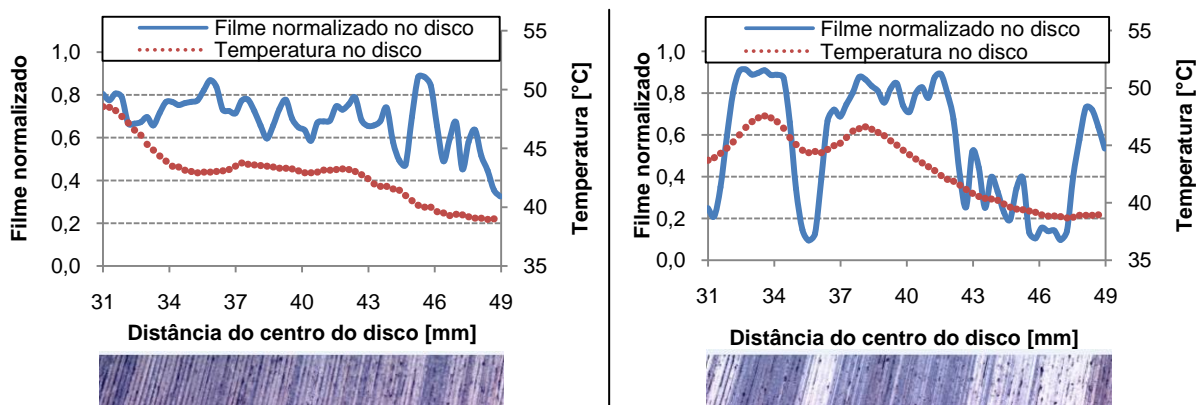 Filme normalizado no disco
Temperatura no disco
Filme normalizado
1,0
0,8
0,6
0,4
0,2
0,0
55
50
45
40
35
Temperatura [°C]
31 34 37 40 43 46 49
Distância do centro do disco [mm]
Filme normalizado no disco
Temperatura no disco
Filme normalizado
1,0
0,8
0,6
0,4
0,2
0,0
55
50
45
40
35
Temperatura [°C]
31 34 37 40 43 46 49
Distância do centro do disco [mm]